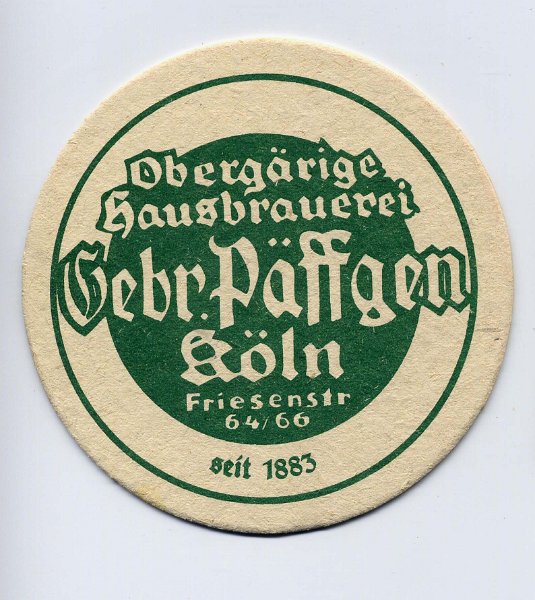 Obergärige
Hausbrauerei
Gebr. Päffgen
Köln
Friesenstr
64/66
seit 1883